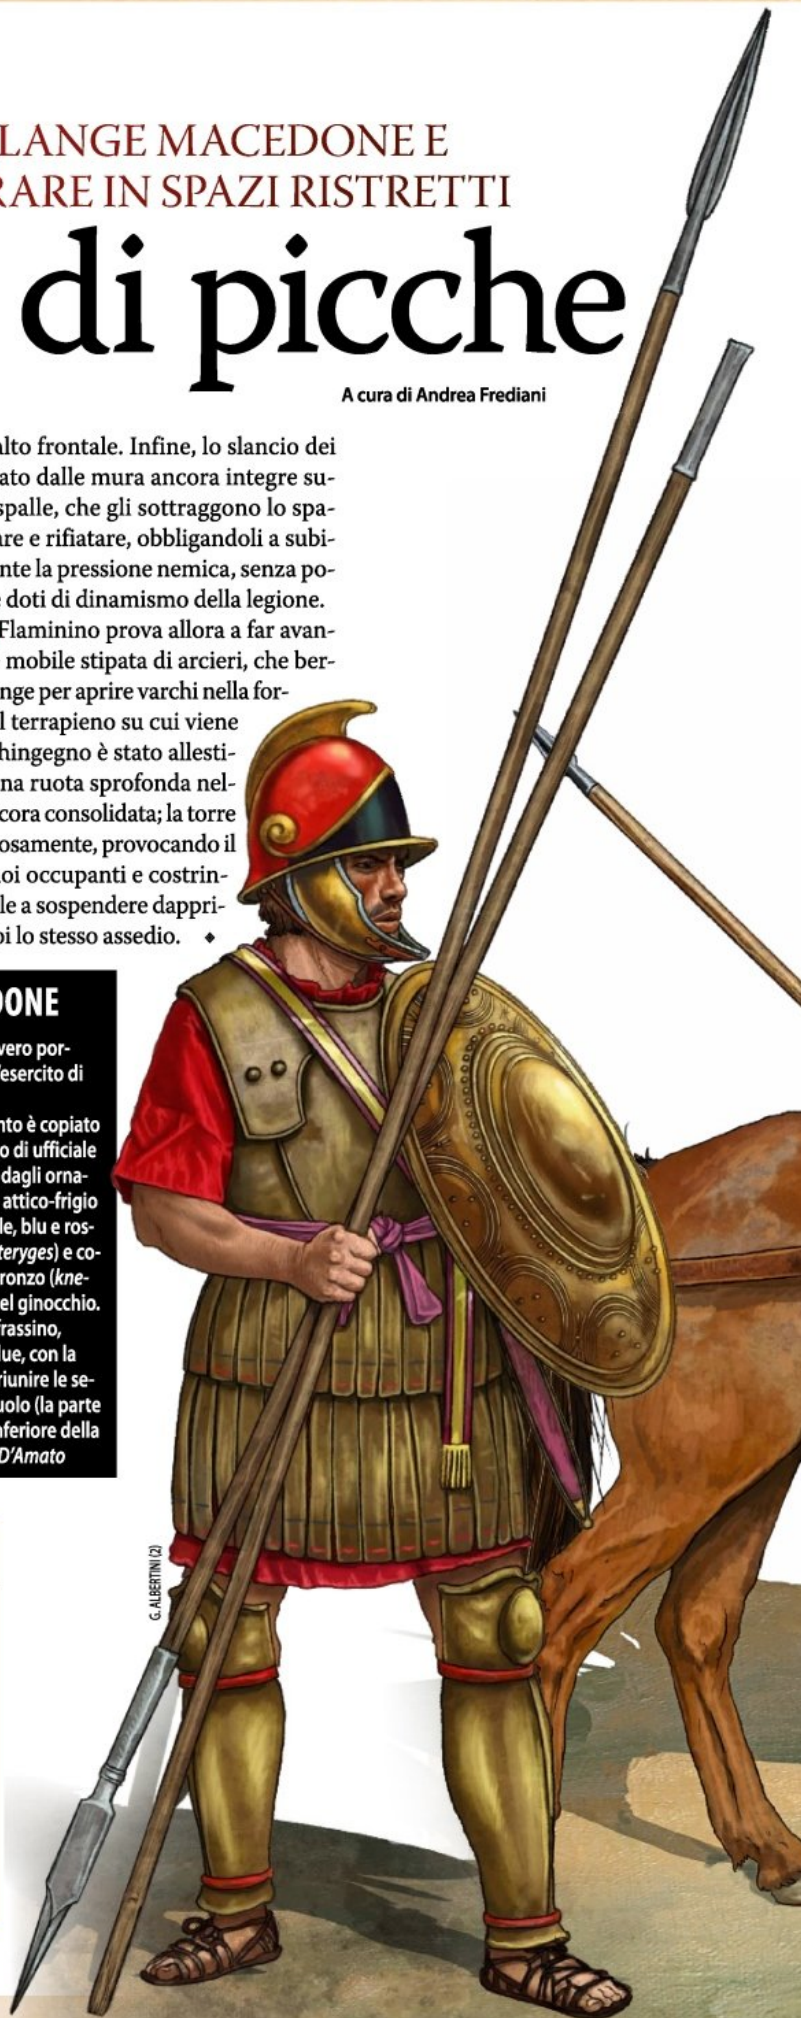 LANGE MACEDONE E
RARE IN SPAZI RISTRETTI
di picche
A cura di Andrea Frediani
alto frontale. Infine, lo slancio dei
ato dalle mura ancora integre su-
spalle, che gli sottraggono lo spa-
are e rifiatare, obbligandoli a subi-
nte la pressione nemica, senza po-
e doti di dinamismo della legione.
Flaminino prova allora a far avan-
mobile stipata di arcieri, che ber-
nge per aprire varchi nella for-
l terrapieno su cui viene
hingegno è stato allesti-
na ruota sprofonda nel-
cora consolidata; la torre
osamente, provocando il
oi occupanti e costrin-
le a sospendere dappri-
oi lo stesso assedio. ◆
DONE
vero por-
'esercito di
nto è copiato
o di ufficiale
dagli orna-
attico-frigio
le, blu e ros-
teryges) e co-
ronzo (kne-
el ginocchio.
frassino,
due, con la
riunire le se-
uolo (la parte
nferiore della
D'Amato
G. ALBERTINI (2)